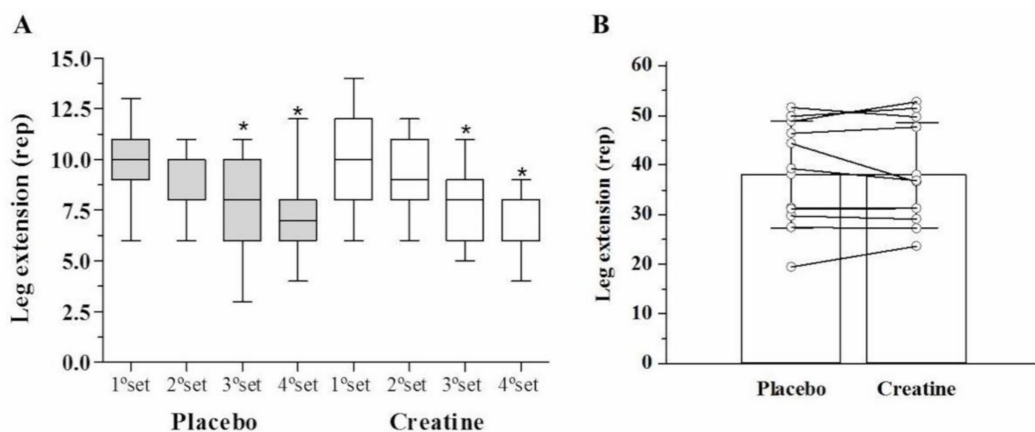 A
Leg extension (rep)
15.0
12.5
10.0
7.5
5.0
2.5
0.0
* * * *
1ºset 2ºset 3ºset 4ºset 1ºset 2ºset 3ºset 4ºset
Placebo Creatine
B
Leg extension (rep)
60
50
40
30
20
10
0
Placebo Creatine